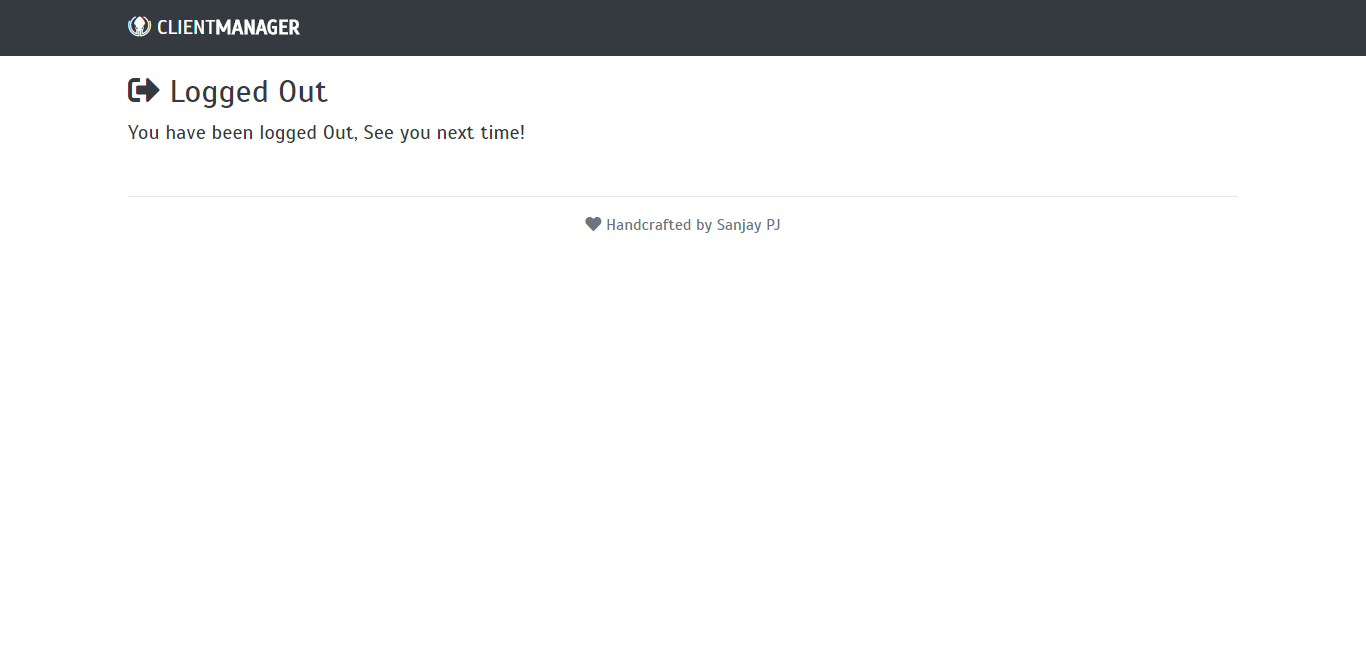 CLIENTMANAGER
Logged Out
You have been logged Out, See you next time!
Handcrafted by Sanjay PJ